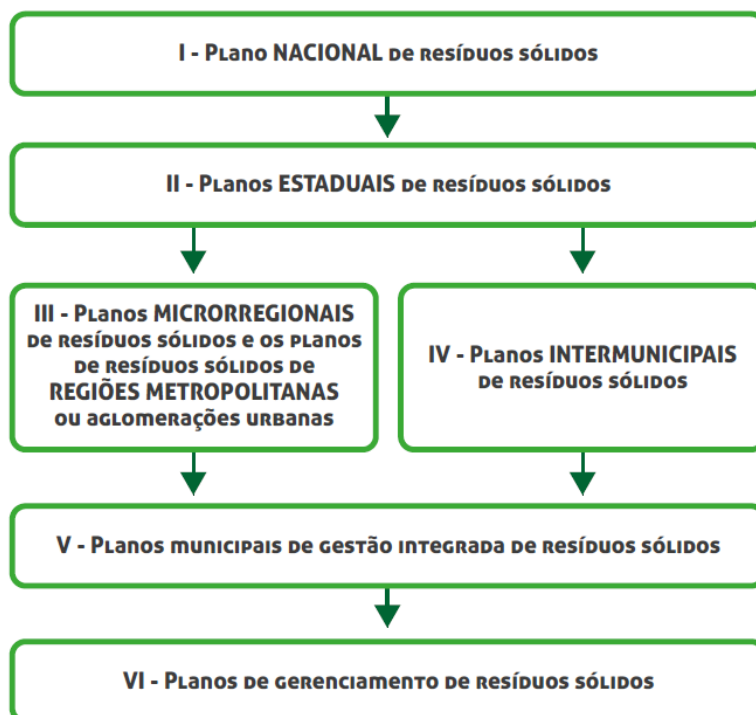 I - Plano NACIONAL de resíduos sólidos
II - Planos ESTADUAIS de resíduos sólidos
III - Planos MICRORREGIONAIS
de resíduos sólidos e os planos
de resíduos sólidos de
REGIÕES METROPOLITANAS
ou aglomerações urbanas
IV - Planos INTERMUNICIPAIS
de resíduos sólidos
V - Planos municipais de gestão integrada de resíduos sólidos
VI - Planos de gerenciamento de resíduos sólidos